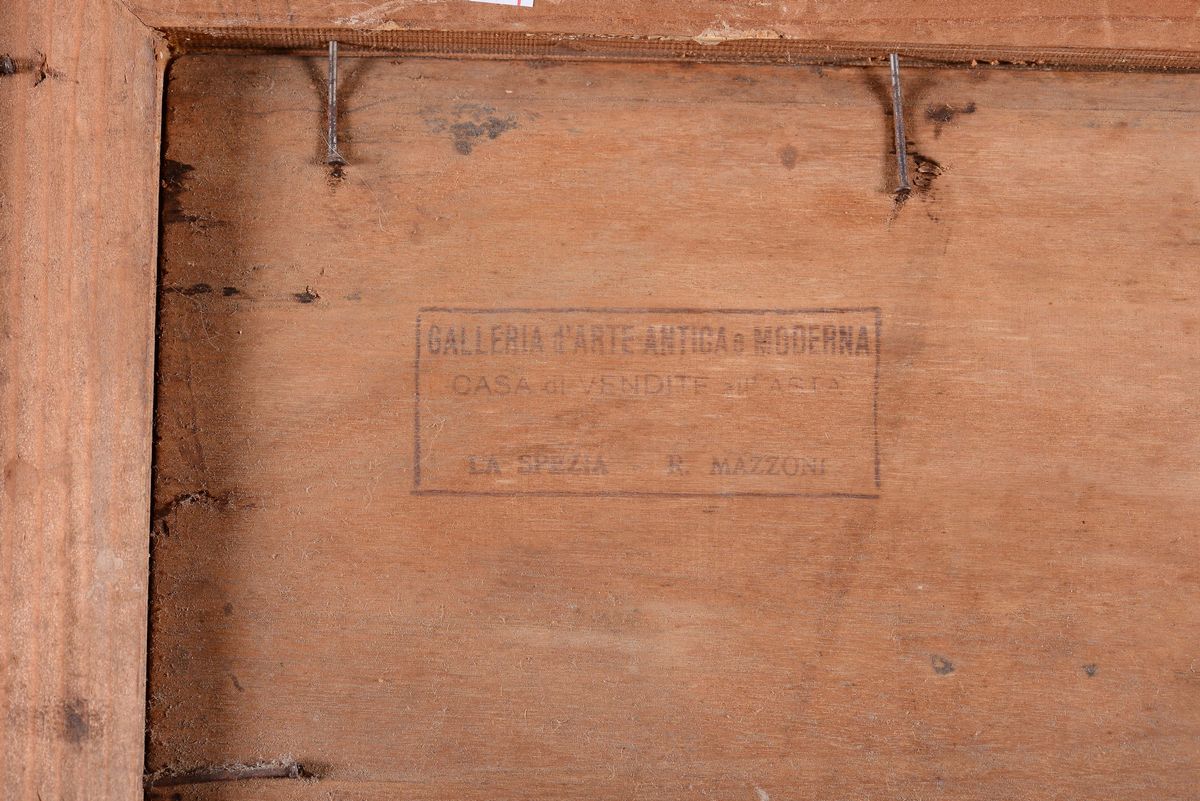 GALLERIA d'ARTE ANTICA e MODERNA
CASA di VENDITE all'ASTA
LA SPEZIA - R. MAZZONI